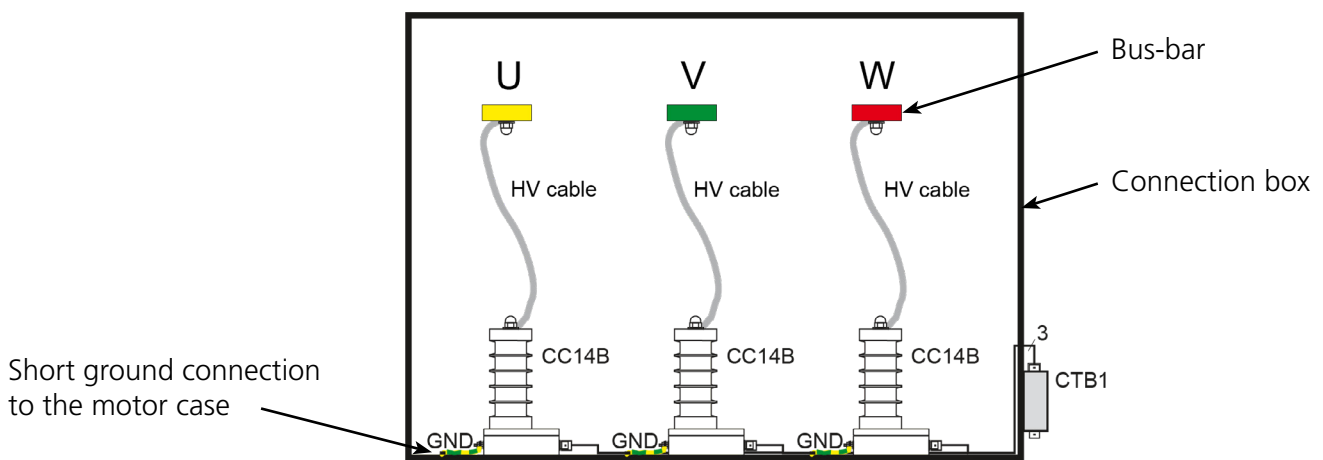 U
V
W
Bus-bar
HV cable
HV cable
HV cable
Connection box
CC14B
CC14B
CC14B
3
CTB1
Short ground connection
to the motor case
GND
GND
GND